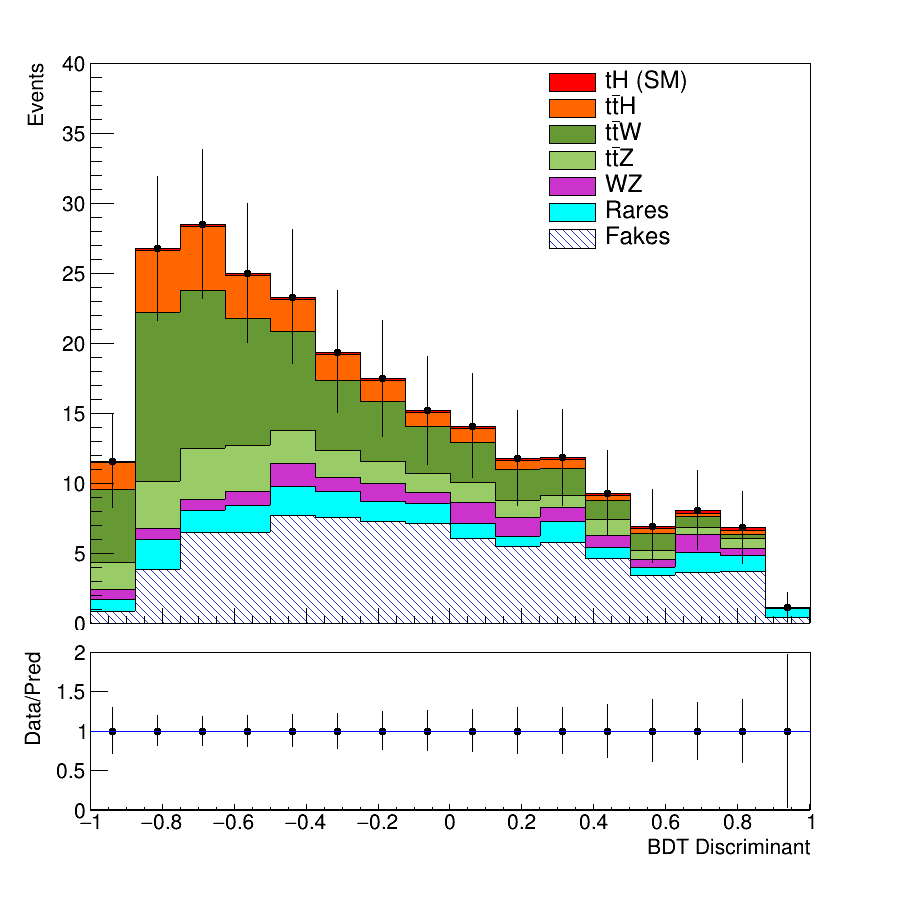 Events
40
35
30
25
20
15
10
5
0
tH (SM)
tt̄H
tt̄W
tt̄Z
WZ
Rares
Fakes
Data/Pred
2
1.5
1
0.5
0
−1 −0.8 −0.6 −0.4 −0.2 0 0.2 0.4 0.6 0.8 1
BDT Discriminant